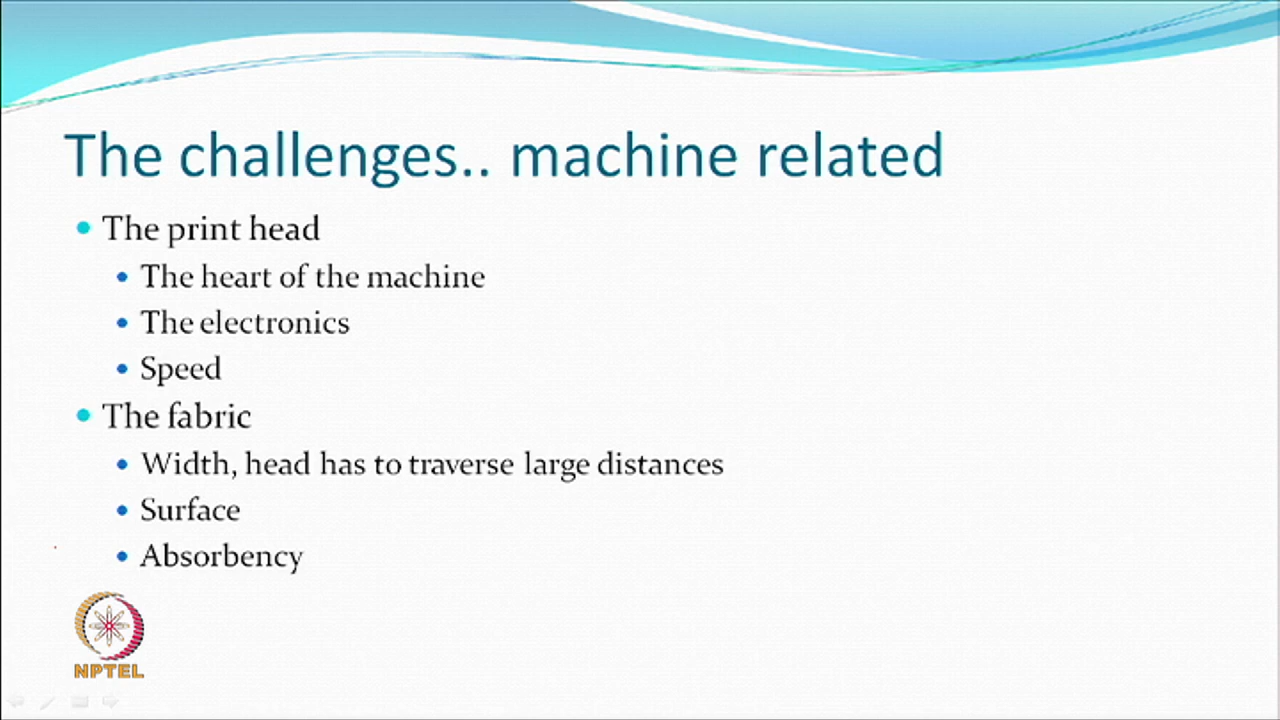 The challenges.. machine related
The print head
The heart of the machine
The electronics
Speed
The fabric
Width, head has to traverse large distances
Surface
Absorbency
NPTEL